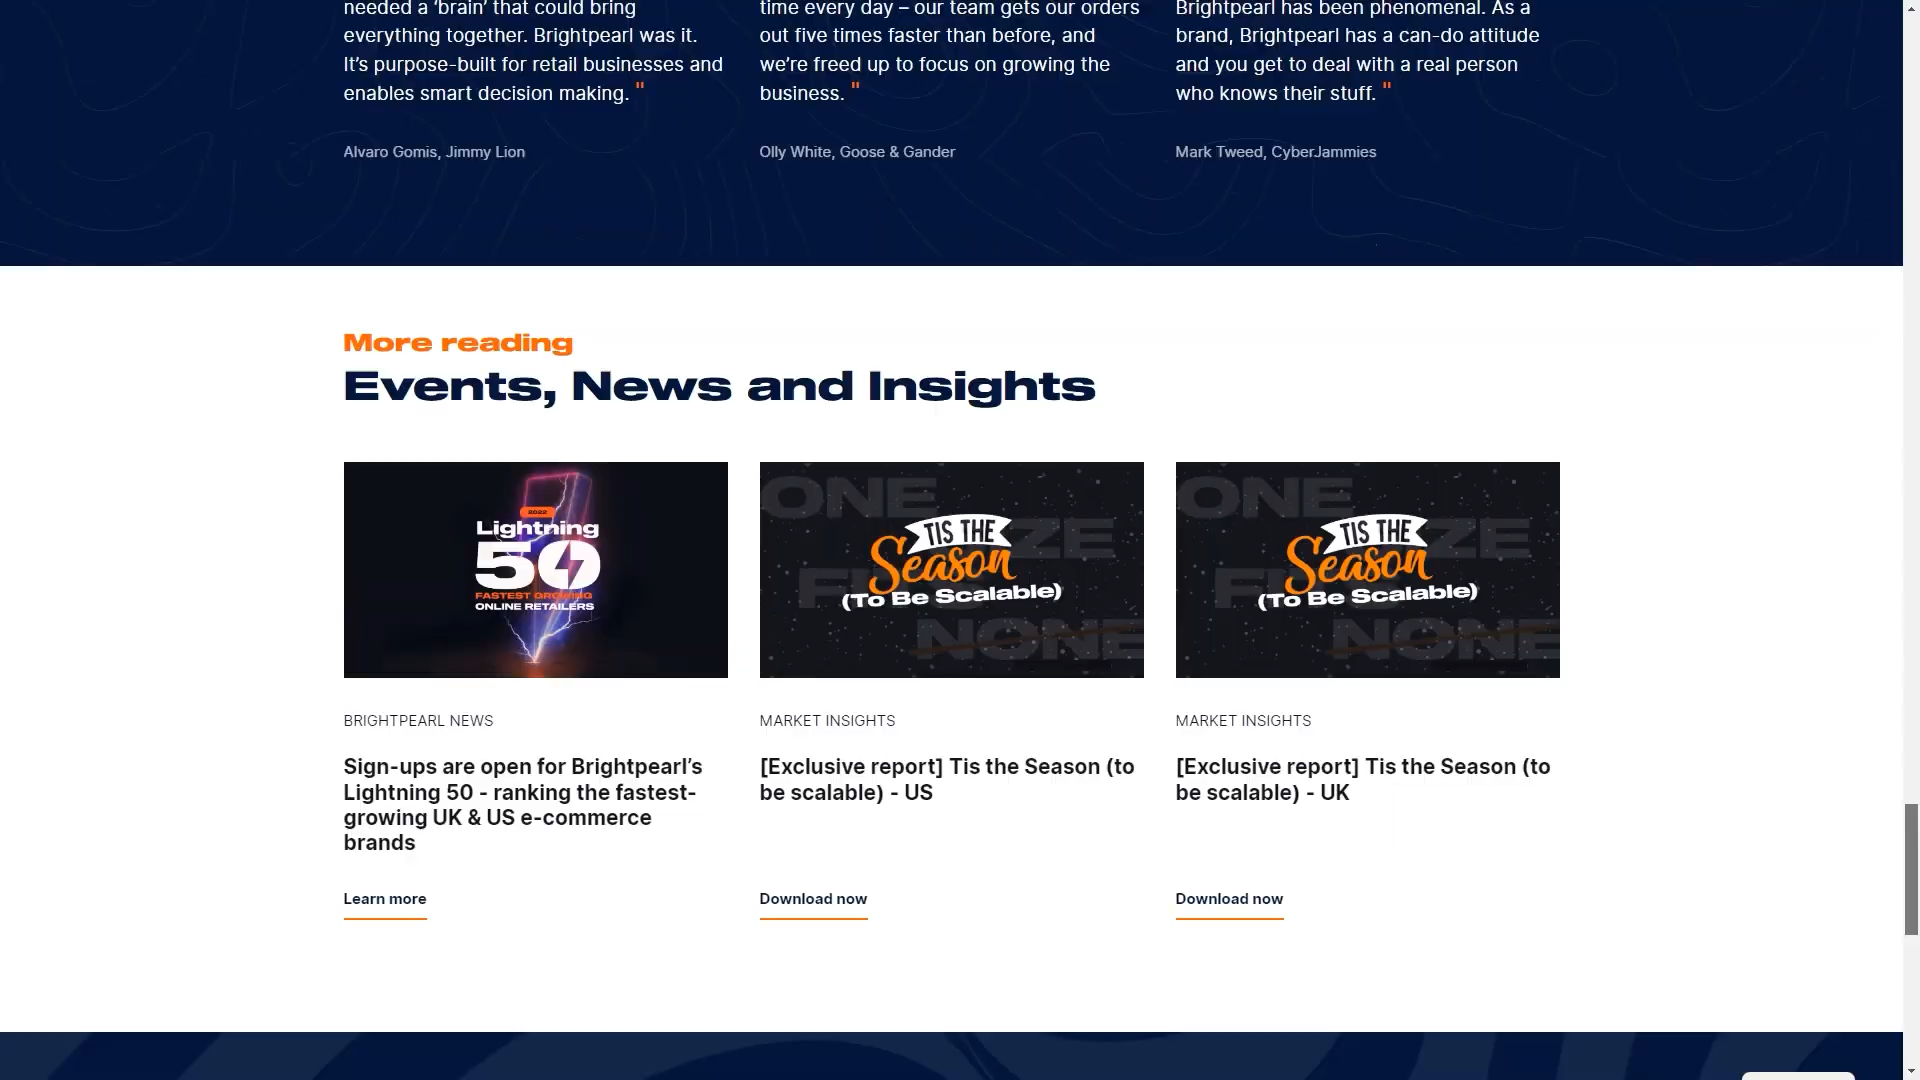 needed a ‘brain’ that could bring
everything together. Brightpearl was it.
It’s purpose-built for retail businesses and
enables smart decision making. "
Alvaro Gomis, Jimmy Lion
time every day – our team gets our orders
out five times faster than before, and
we’re freed up to focus on growing the
business. "
Olly White, Goose & Gander
Brightpearl has been phenomenal. As a
brand, Brightpearl has a can-do attitude
and you get to deal with a real person
who knows their stuff. "
Mark Tweed, CyberJammies
More reading
Events, News and Insights
2022
Lightning
50
FASTEST GROWING
ONLINE RETAILERS
BRIGHTPEARL NEWS
Sign-ups are open for Brightpearl’s
Lightning 50 - ranking the fastest-
growing UK & US e-commerce
brands
Learn more
ONE
TIS THE
Season
(To Be Scalable)
NONE
MARKET INSIGHTS
[Exclusive report] Tis the Season (to
be scalable) - US
Download now
ONE
TIS THE
Season
(To Be Scalable)
NONE
MARKET INSIGHTS
[Exclusive report] Tis the Season (to
be scalable) - UK
Download now